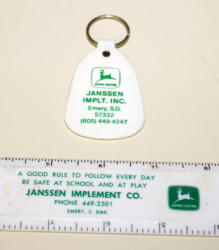 JOHN DEERE
JANSSEN
IMPLT. INC.
Emery, S.D.
57332
(605) 449-4247
A GOOD RULE TO FOLLOW EVERY DAY
BE SAFE AT SCHOOL AND AT PLAY
JANSSEN IMPLEMENT CO.
PHONE 449-2501
EMERY, S. DAK.
JOHN DEERE